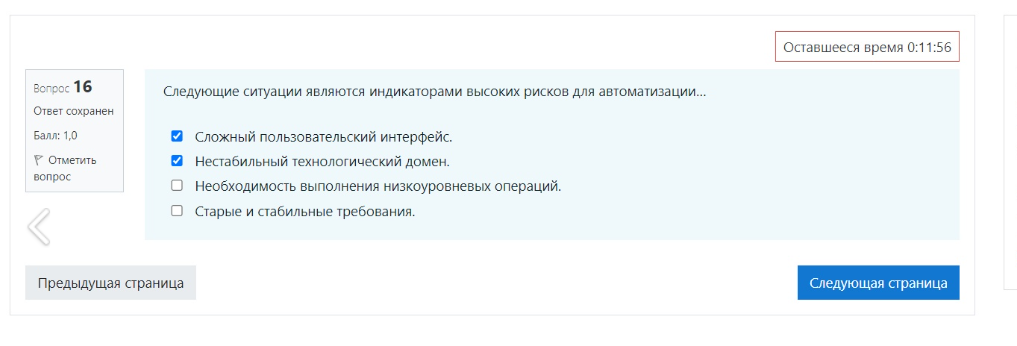 Оставшееся время 0:11:56
Вопрос 16
Ответ сохранен
Балл: 1,0
Отметить
вопрос
Следующие ситуации являются индикаторами высоких рисков для автоматизации...
Сложный пользовательский интерфейс.
Нестабильный технологический домен.
Необходимость выполнения низкоуровневых операций.
Старые и стабильные требования.
Предыдущая страница
Следующая страница